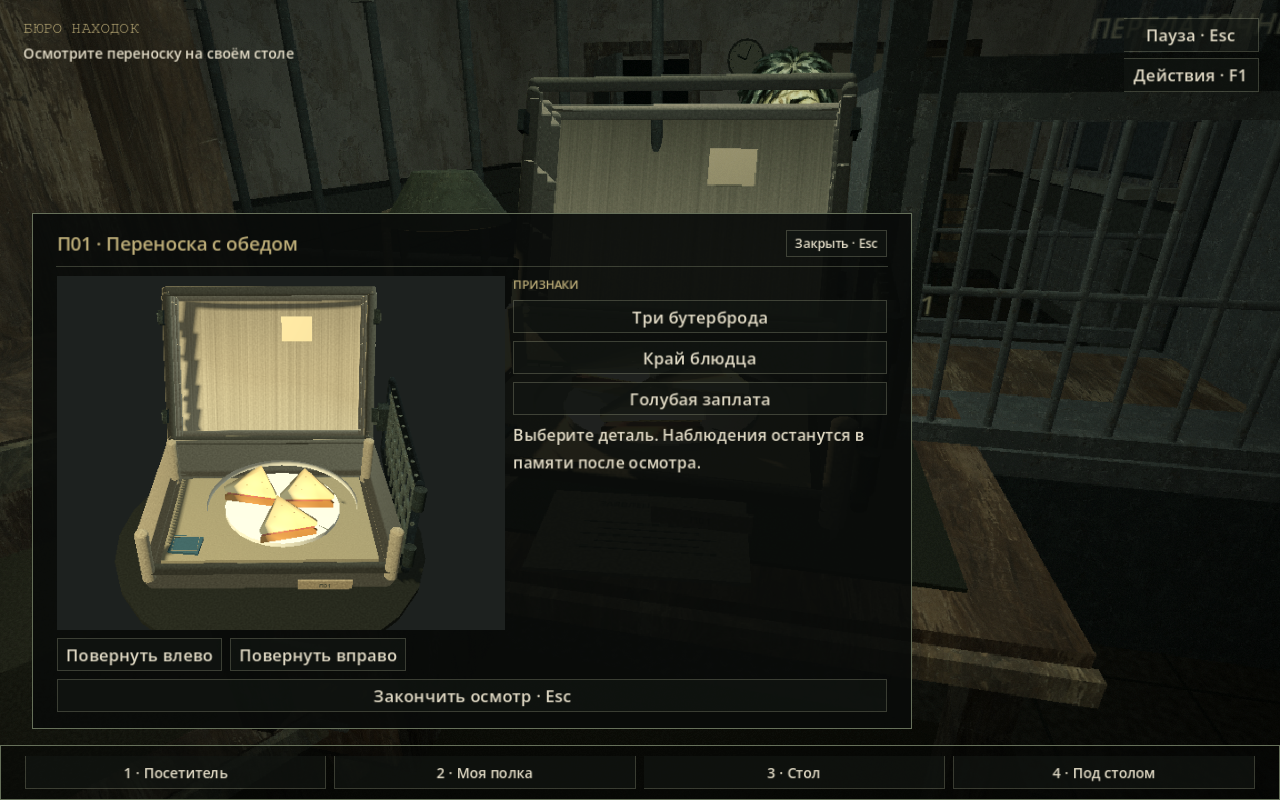 БЮРО НАХОДОК
Осмотрите переноску на своём столе
Пауза · Esc
Действия · F1
П01 · Переноска с обедом
Закрыть · Esc
ПРИЗНАКИ
Три бутерброда
Край блюдца
Голубая заплата
Выберите деталь. Наблюдения останутся в
памяти после осмотра.
Повернуть влево
Повернуть вправо
Закончить осмотр · Esc
1 · Посетитель
2 · Моя полка
3 · Стол
4 · Под столом